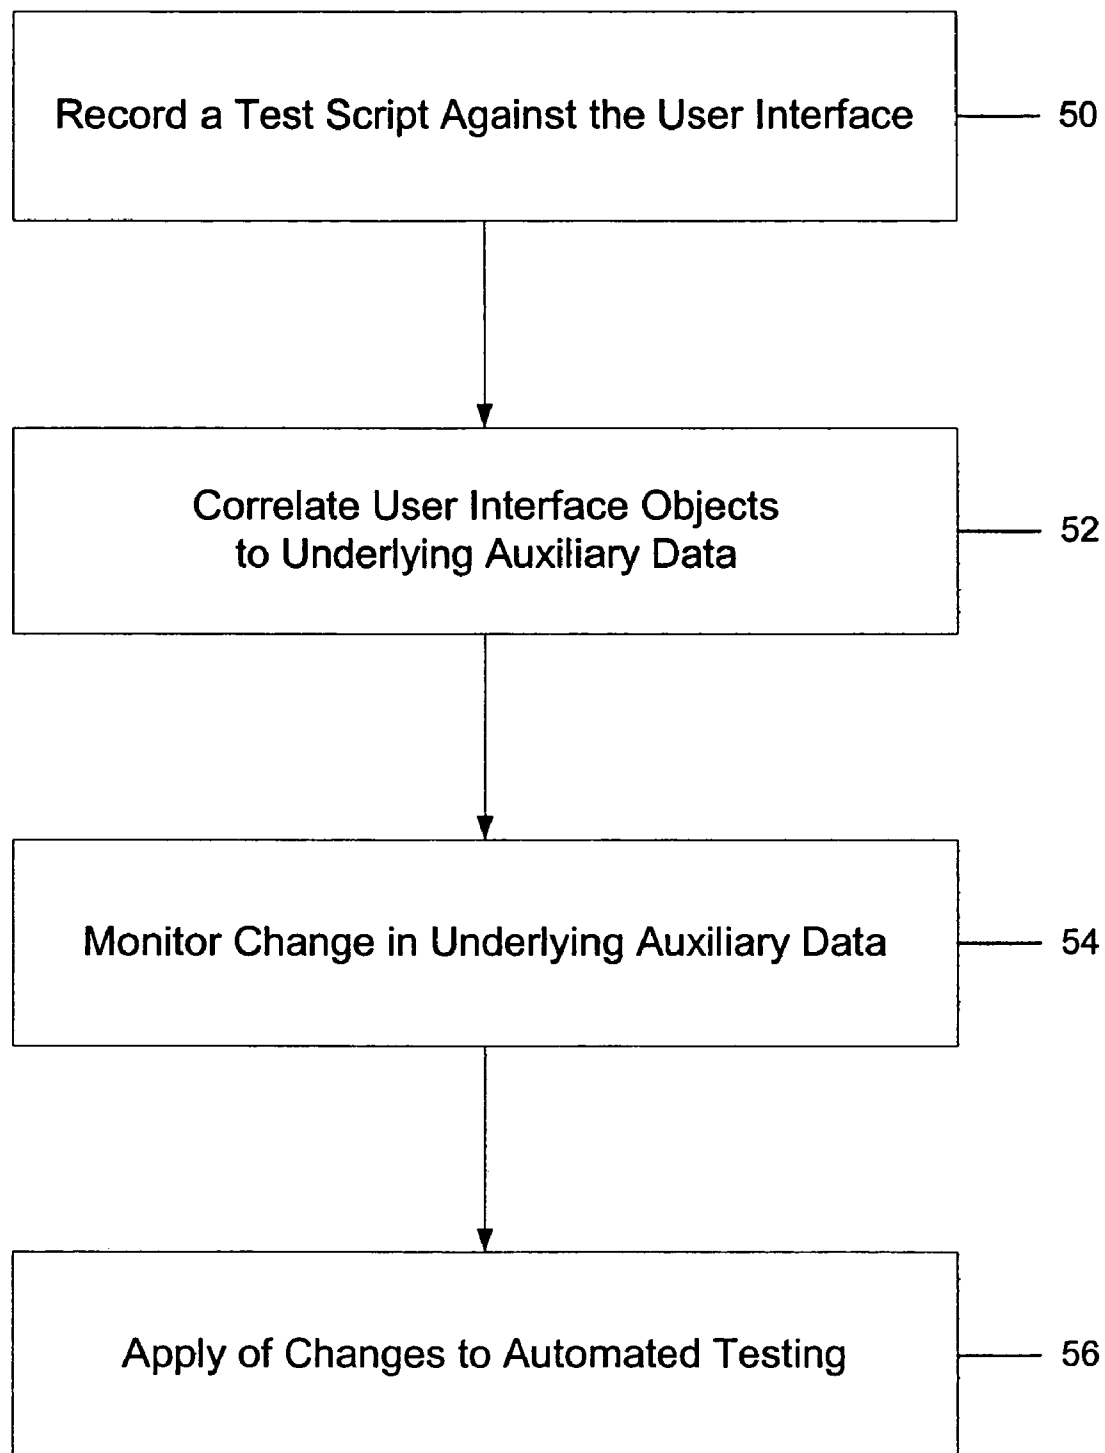 Record a Test Script Against the User Interface
50
Correlate User Interface Objects
to Underlying Auxiliary Data
52
Monitor Change in Underlying Auxiliary Data
54
Apply of Changes to Automated Testing
56